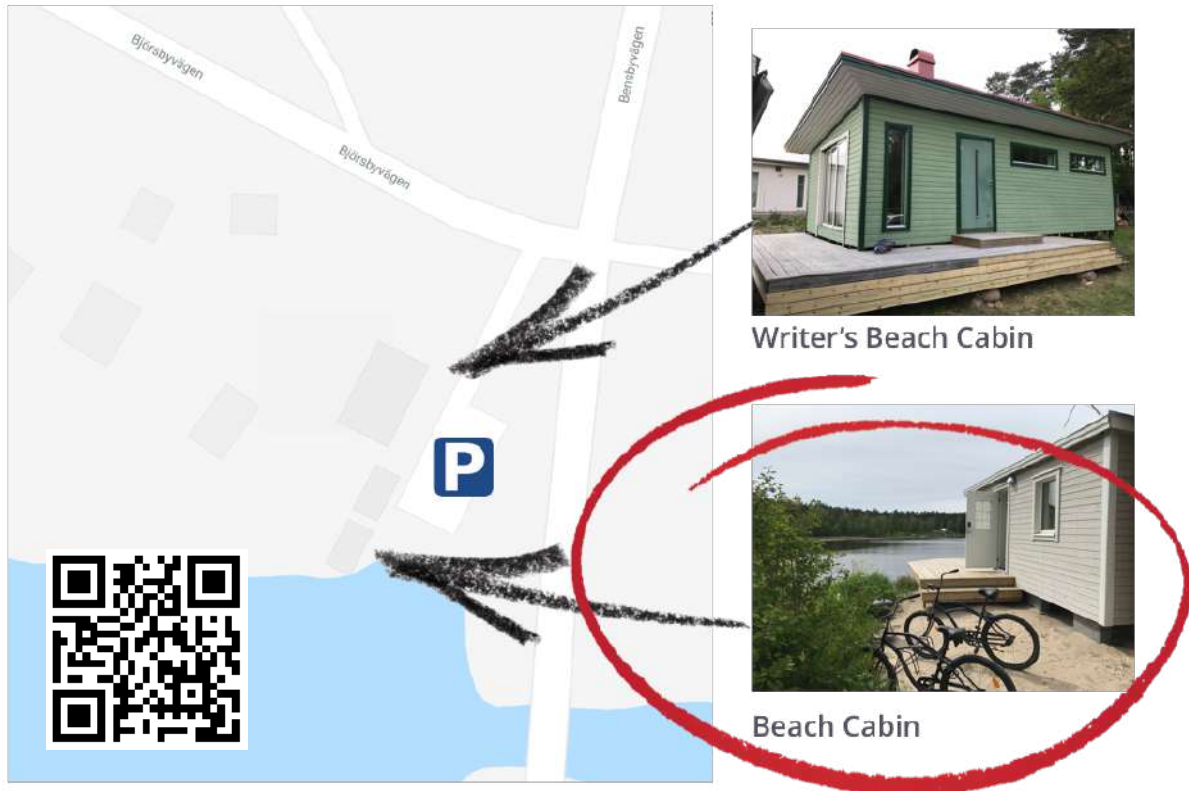 Björsbyvägen
Bensbyvägen
Björsbyvägen
P
Writer's Beach Cabin
Beach Cabin